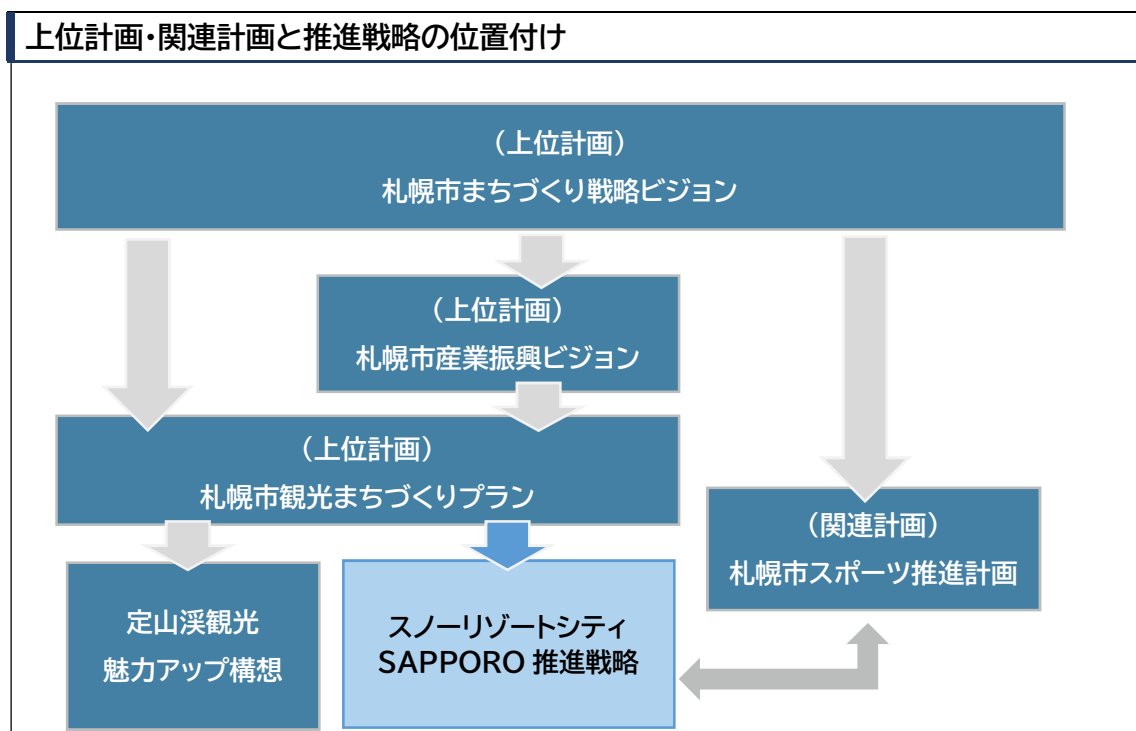 上位計画・関連計画と推進戦略の位置付け
（上位計画）
札幌市まちづくり戦略ビジョン
（上位計画）
札幌市産業振興ビジョン
（上位計画）
札幌市観光まちづくりプラン
（関連計画）
札幌市スポーツ推進計画
定山渓観光
魅力アップ構想
スノーリゾートシティ
SAPPORO 推進戦略